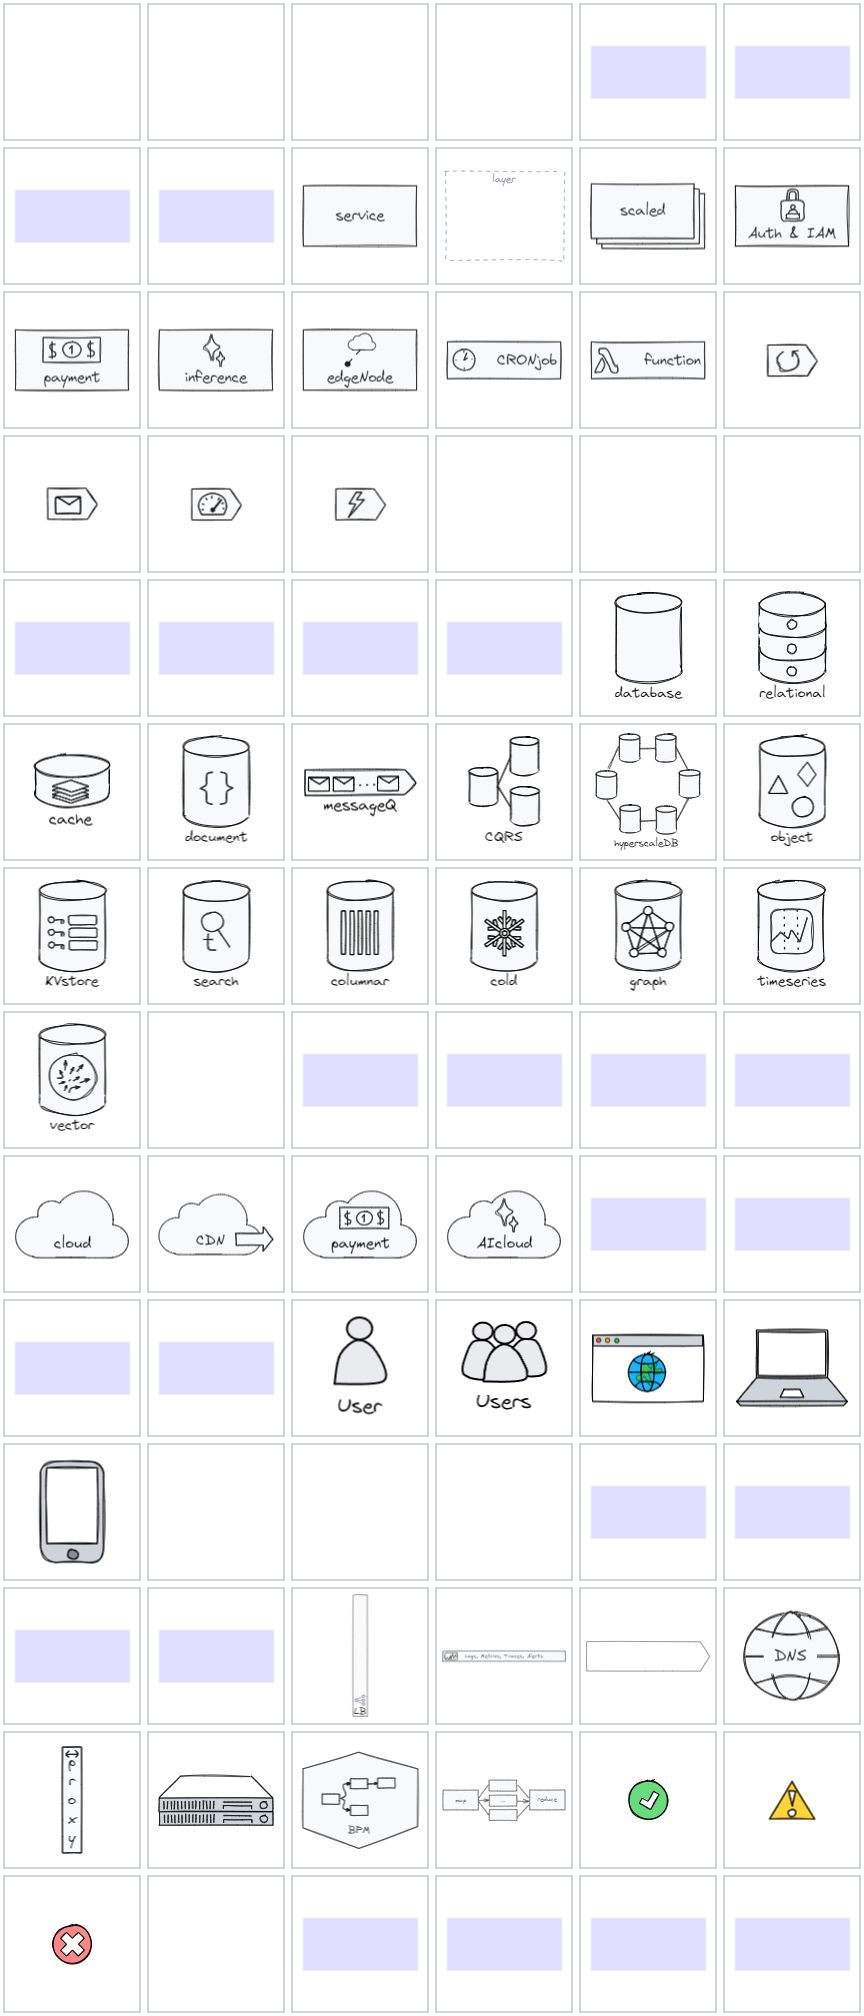 service
layer
scaled
Auth & IAM
$ 1 $
payment
inference
edgeNode
CRONjob
function
database
relational
cache
{ }
document
...
messageQ
CQRS
hyperscaleDB
object
KVstore
t
search
columnar
cold
graph
timeseries
vector
cloud
CDN
$ 1 $
payment
AIcloud
User
Users
LB
Logs, Metrics, Traces, Alerts
DNS
proxy
BPM
map
...
reduce